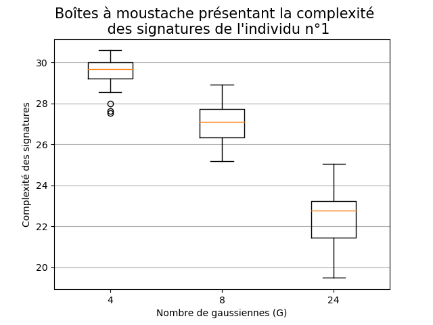 Boîtes à moustache présentant la complexité
des signatures de l'individu n°1
Complexité des signatures
30
28
26
24
22
20
4 8 24
Nombre de gaussiennes (G)